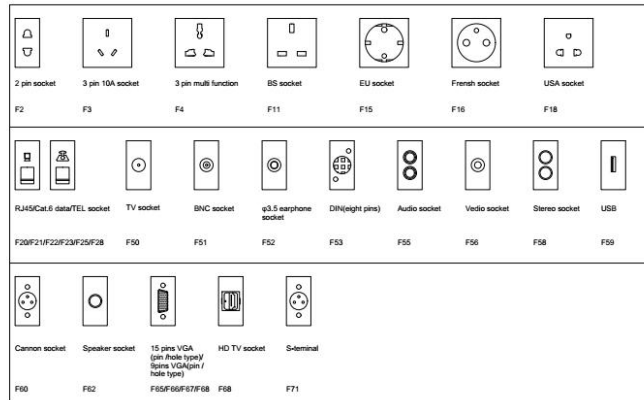 2 pin socket 3 pin 10A socket 3 pin multi function BS socket EU socket Frensh socket USA socket
F2 F3 F4 F11 F15 F16 F18
RJ45/Cat.6 data/TEL socket TV socket BNC socket φ3.5 earphone DIN(eight pins) Audio socket Vedio socket Stereo socket USB
socket
F20/F21/F22/F23/F25/F28 F50 F51 F52 F53 F55 F56 F58 F59
Cannon socket Speaker socket 15 pins VGA HD TV socket S-teminal
(pin /hole type)/
9pins VGA(pin /
hole type)
F60 F62 F65/F66/F67/F68 F68 F71